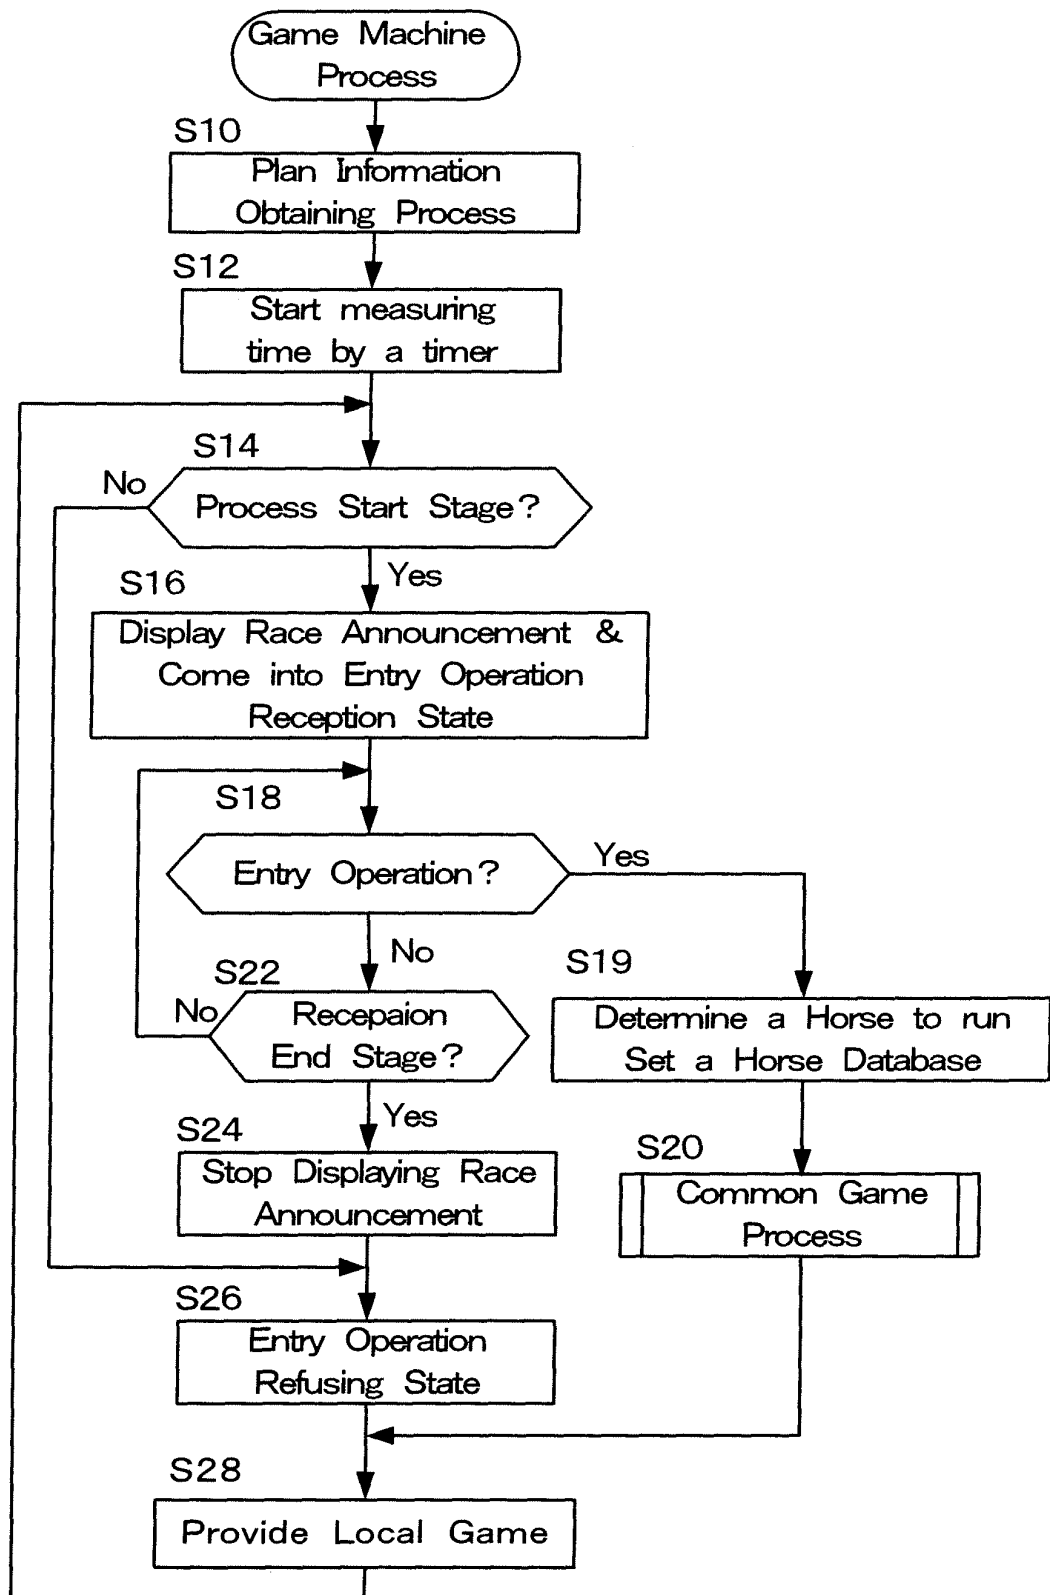 Game Machine
Process
S10
Plan Information
Obtaining Process
S12
Start measuring
time by a timer
S14
No
Process Start Stage?
Yes
S16
Display Race Announcement &
Come into Entry Operation
Reception State
S18
Entry Operation?
Yes
No
S19
Determine a Horse to run
Set a Horse Database
S22
No
Recepaion
End Stage?
Yes
S20
Common Game
Process
S24
Stop Displaying Race
Announcement
S26
Entry Operation
Refusing State
S28
Provide Local Game